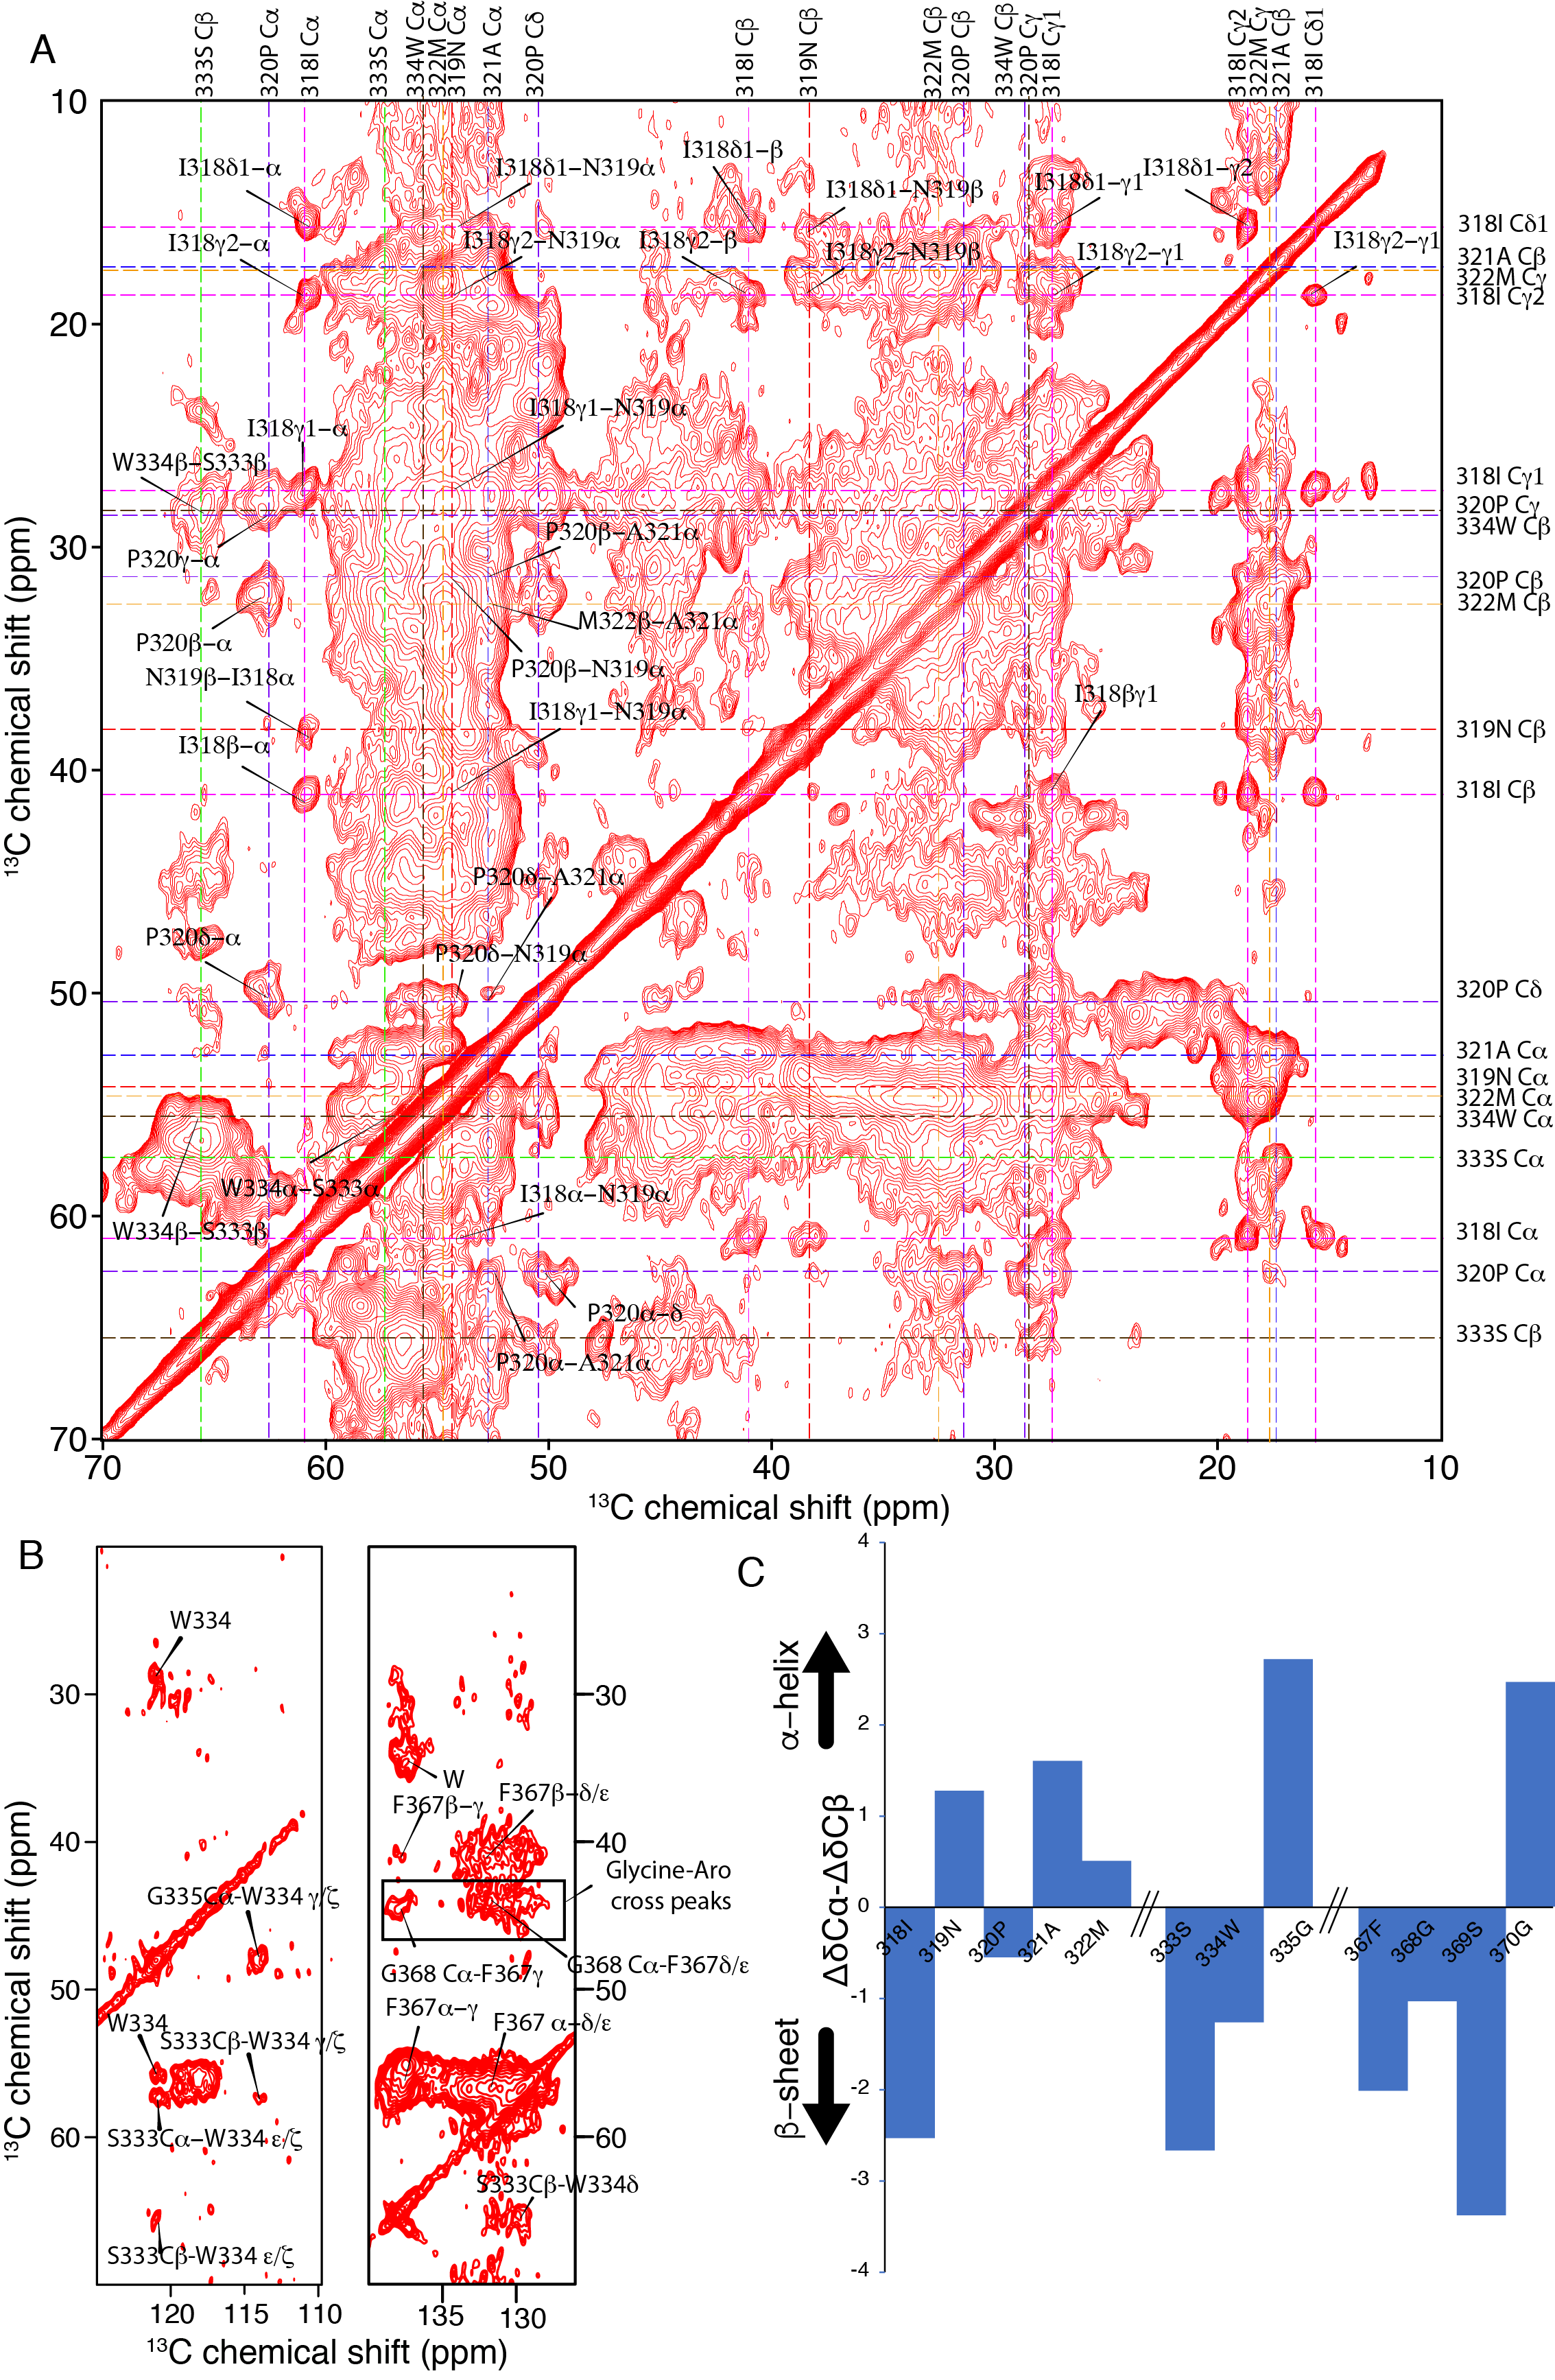 A
333S Cβ
320P Cα
318I Cα
333S Cα
334W Cα
322M Cα
319N Cα
321A Cα
320P Cδ
318I Cβ
319N Cβ
322M Cβ
320P Cβ
334W Cβ
320P Cγ
318I Cγ1
318I Cγ2
322M Cγ
321A Cβ
318I Cδ1
10
20
30
40
50
60
70
13C chemical shift (ppm)
I318δ1−α
I318δ1−N319α
I318δ1−β
I318δ1−N319β
I318δ1−γ1
I318δ1−γ2
I318γ2−α
I318γ2−N319α
I318γ2−β
I318γ2−N319β
I318γ2−γ1
I318γ2−γ1
I318γ1−N319α
I318γ1−α
W334β−S333β
P320γ−α
P320β−A321α
M322β−A321α
P320β−α
P320β−N319α
N319β−I318α
I318γ1−N319α
I318βγ1
I318β−α
P320δ−A321α
P320δ−α
P320δ−N319α
W334α−S333α
I318α−N319α
W334β−S333β
P320α−δ
P320α−A321α
318I Cδ1
321A Cβ
322M Cγ
318I Cγ2
318I Cγ1
320P Cγ
334W Cβ
320P Cβ
322M Cβ
319N Cβ
318I Cβ
320P Cδ
321A Cα
319N Cα
322M Cα
334W Cα
333S Cα
318I Cα
320P Cα
333S Cβ
70 60 50 40 30 20 10
13C chemical shift (ppm)
B
W334
30
40
50
60
13C chemical shift (ppm)
G335Cα-W334 γ/ζ
W334
S333Cβ-W334 γ/ζ
S333Cα−W334 ε/ζ
S333Cβ-W334 ε/ζ
120 115 110
W
F367β−γ
F367β−δ/ε
Glycine-Aro
cross peaks
G368 Cα-F367γ
G368 Cα-F367δ/ε
F367α−γ
F367 α−δ/ε
S333Cβ-W334δ
30
40
50
60
135 130
13C chemical shift (ppm)
C
4
3
2
1
0
-1
-2
-3
-4
α−helix
ΔδCα-ΔδCβ
β−sheet
318I
319N
320P
321A
322M
333S
334W
335G
367F
368G
369S
370G